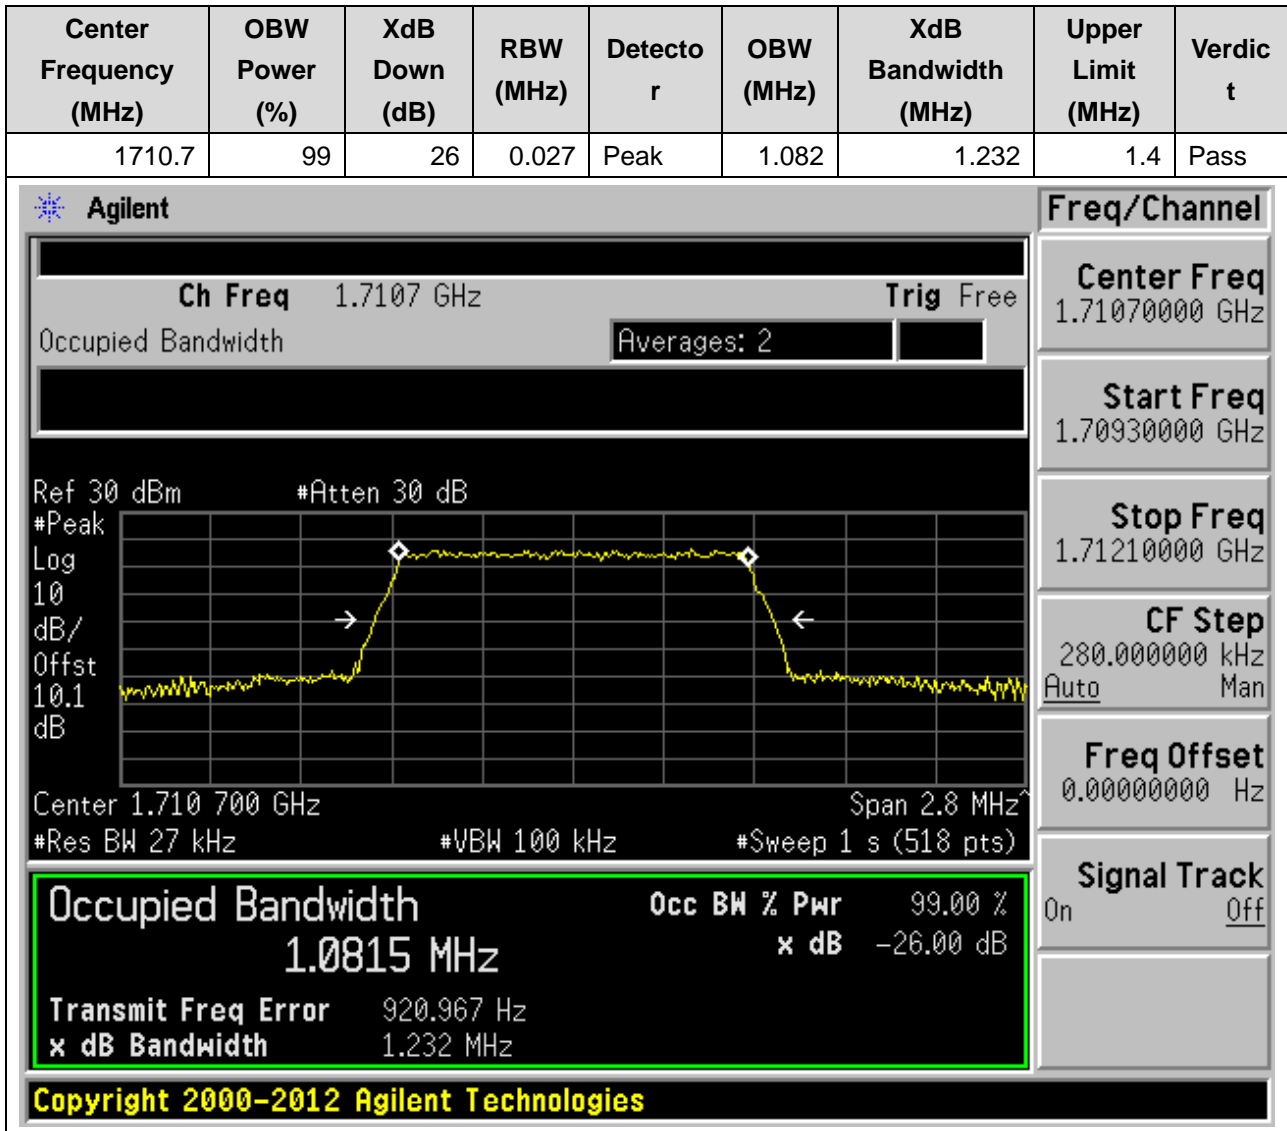 Center Frequency (MHz) OBW Power (%) XdB Down (dB) RBW (MHz) Detecto r OBW (MHz) XdB Bandwidth (MHz) Upper Limit (MHz) Verdic t
1710.7 99 26 0.027 Peak 1.082 1.232 1.4 Pass
Agilent
Freq/Channel
Ch Freq 1.7107 GHz Trig Free
Occupied Bandwidth Averages: 2
Center Freq
1.71070000 GHz
Start Freq
1.70930000 GHz
Stop Freq
1.71210000 GHz
CF Step
280.000000 kHz
Auto Man
Freq Offset
0.00000000 Hz
Signal Track
On Off
Ref 30 dBm #Atten 30 dB
#Peak
Log
10
dB/
Offst
10.1
dB
Center 1.710 700 GHz Span 2.8 MHz^
#Res BW 27 kHz #VBW 100 kHz #Sweep 1 s (518 pts)
Occupied Bandwidth Occ BW % Pwr 99.00 %
1.0815 MHz x dB -26.00 dB
Transmit Freq Error 920.967 Hz
x dB Bandwidth 1.232 MHz
Copyright 2000-2012 Agilent Technologies